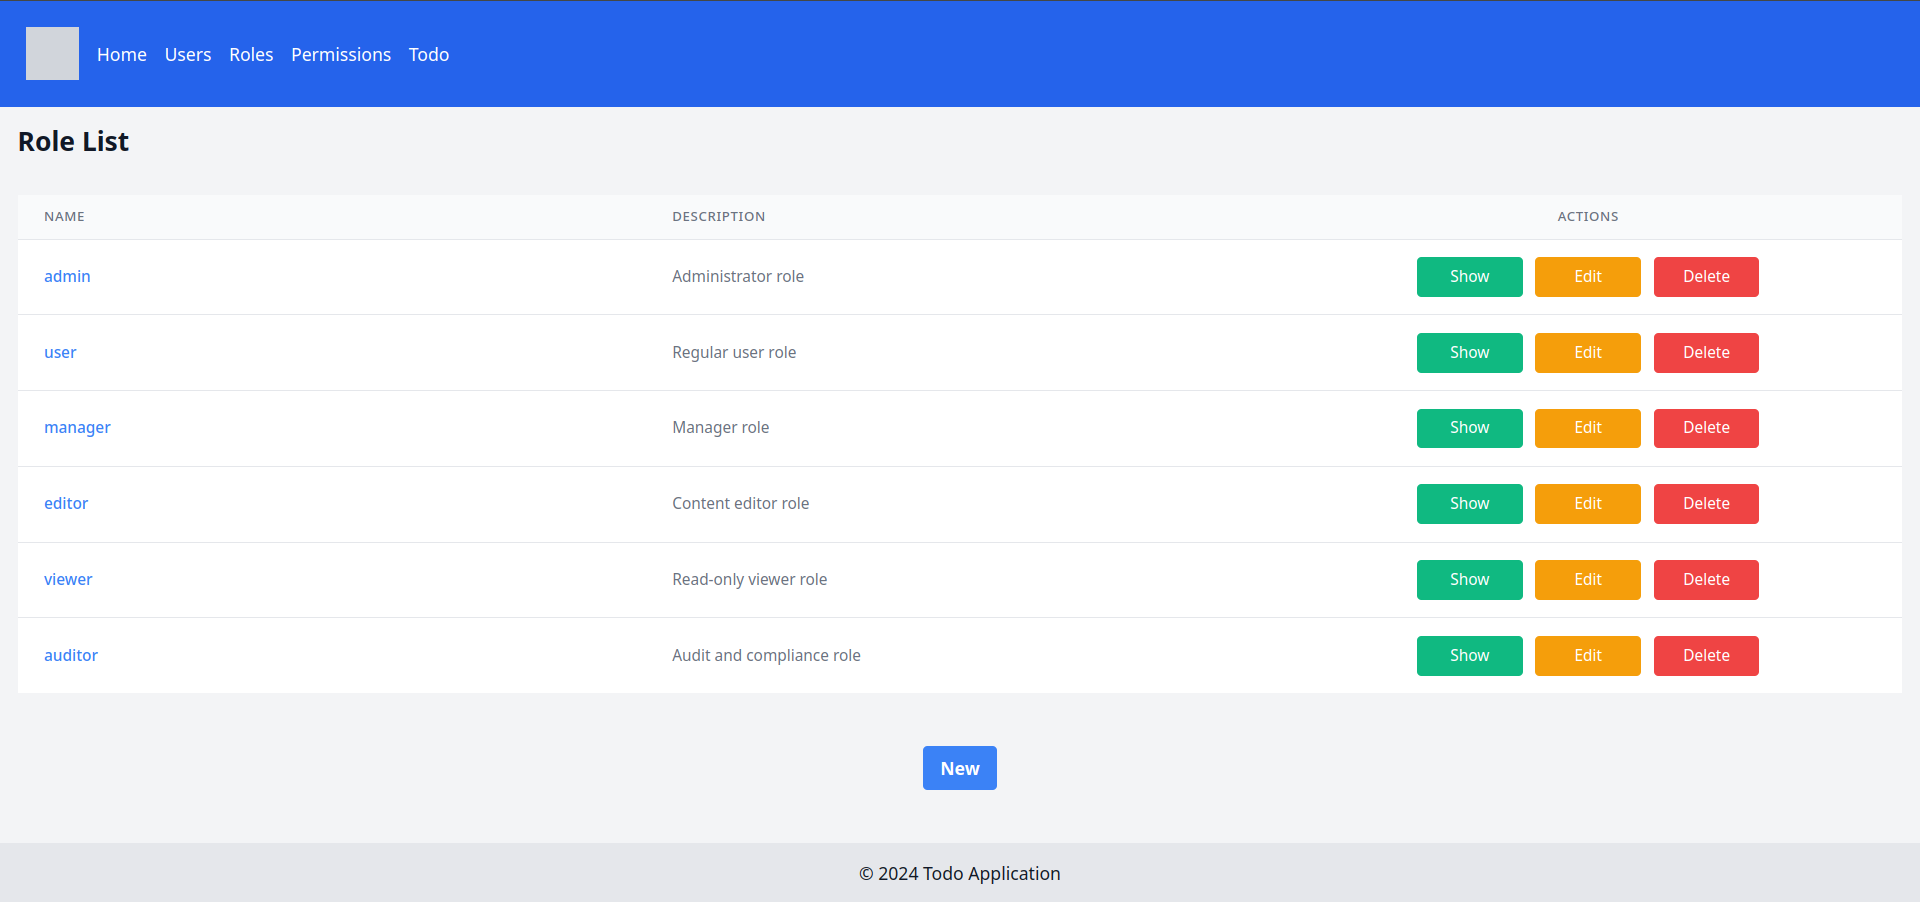 Home Users Roles Permissions Todo
Role List
NAME DESCRIPTION ACTIONS
admin Administrator role Show Edit Delete
user Regular user role Show Edit Delete
manager Manager role Show Edit Delete
editor Content editor role Show Edit Delete
viewer Read-only viewer role Show Edit Delete
auditor Audit and compliance role Show Edit Delete
New
© 2024 Todo Application